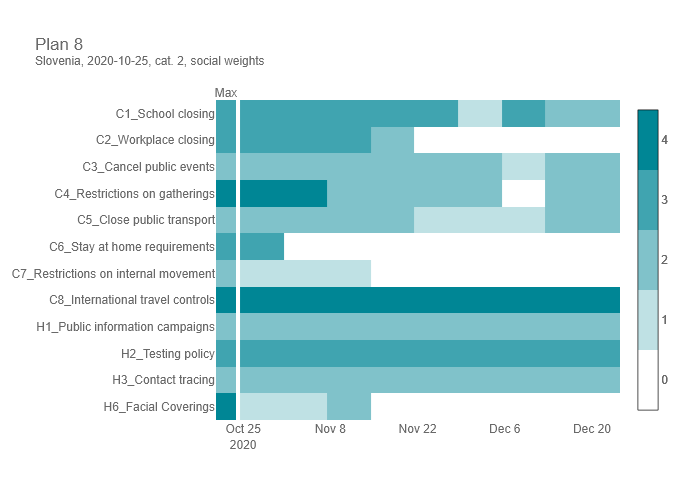 Plan 8
Slovenia, 2020-10-25, cat. 2, social weights
Max
C1_School closing
C2_Workplace closing
C3_Cancel public events
C4_Restrictions on gatherings
C5_Close public transport
C6_Stay at home requirements
C7_Restrictions on internal movement
C8_International travel controls
H1_Public information campaigns
H2_Testing policy
H3_Contact tracing
H6_Facial Coverings
Oct 25 Nov 8 Nov 22 Dec 6 Dec 20
2020
4
3
2
1
0